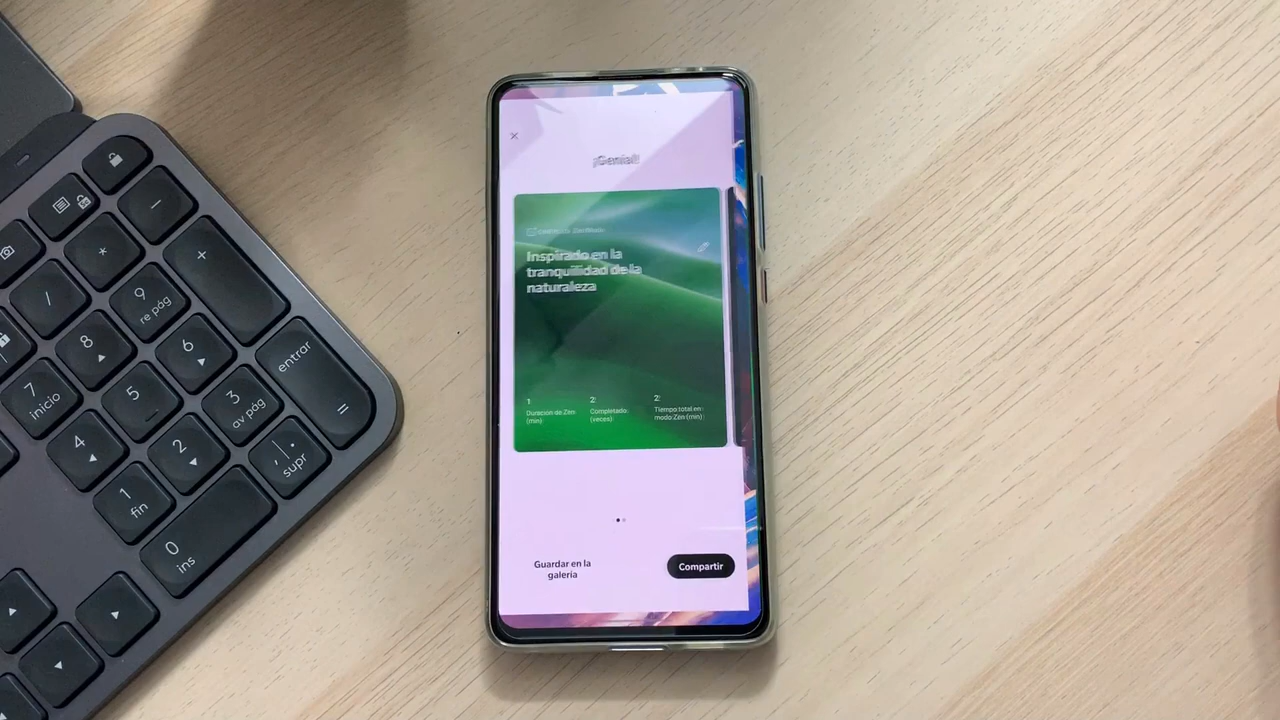 ¡Genial!
Inspirado en la
tranquilidad de la
naturaleza
1
2
2
Duración de Zen
(min)
Completado
(veces)
Tiempo total en
modo Zen (min)
Guardar en la
galería
Compartir
−
+
*
/
9
re pág
8
6
7
inicio
5
3
av pág
entrar
=
4
2
supr
1
fin
0
ins